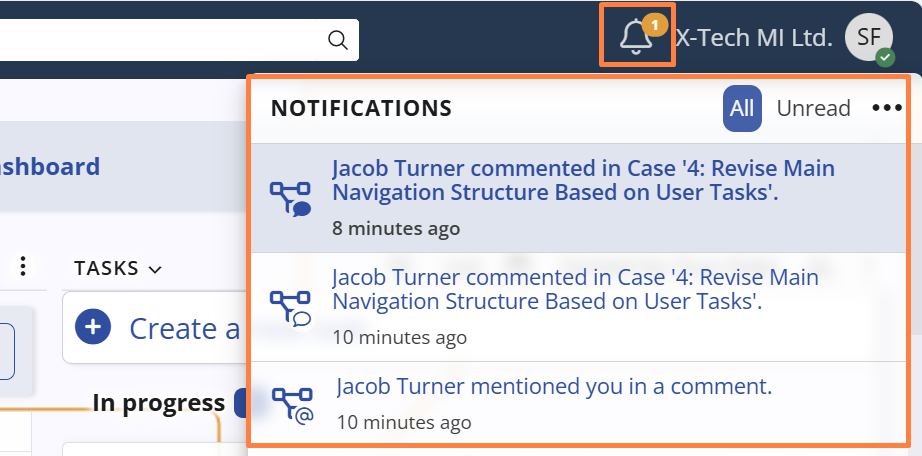 1
X-Tech MI Ltd.
SF
NOTIFICATIONS
All
Unread
Jacob Turner commented in Case '4: Revise Main
Navigation Structure Based on User Tasks'.
8 minutes ago
Jacob Turner commented in Case '4: Revise Main
Navigation Structure Based on User Tasks'.
10 minutes ago
Jacob Turner mentioned you in a comment.
10 minutes ago
shboard
TASKS
Create a
In progress